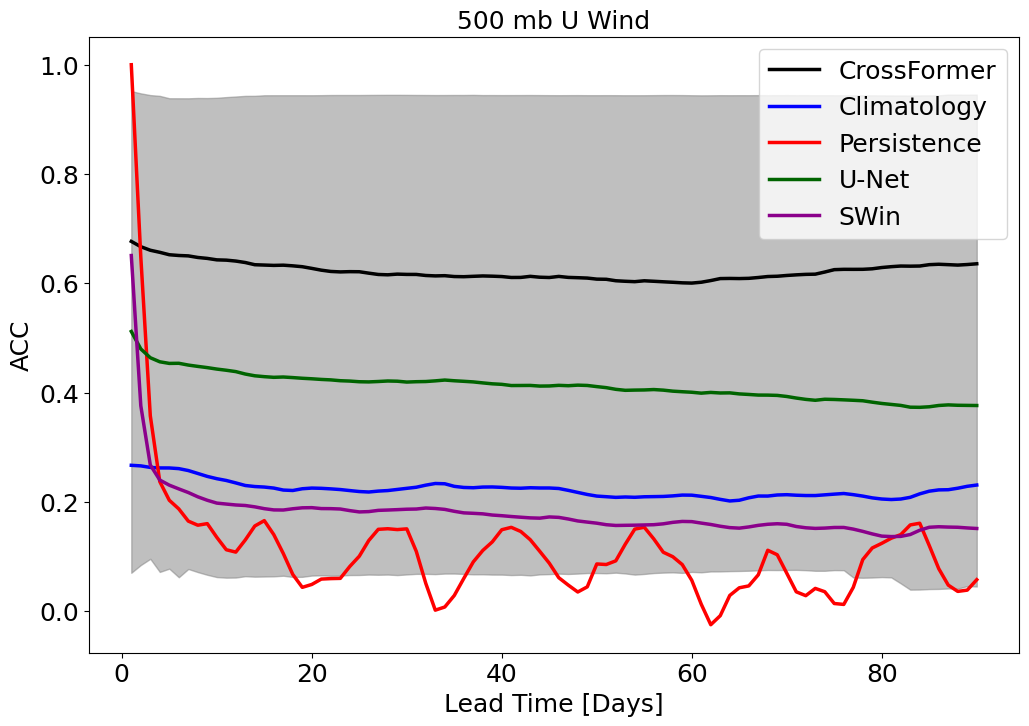 500 mb U Wind
1.0
0.8
0.6
0.4
0.2
0.0
ACC
CrossFormer
Climatology
Persistence
U-Net
SWin
0 20 40 60 80
Lead Time [Days]